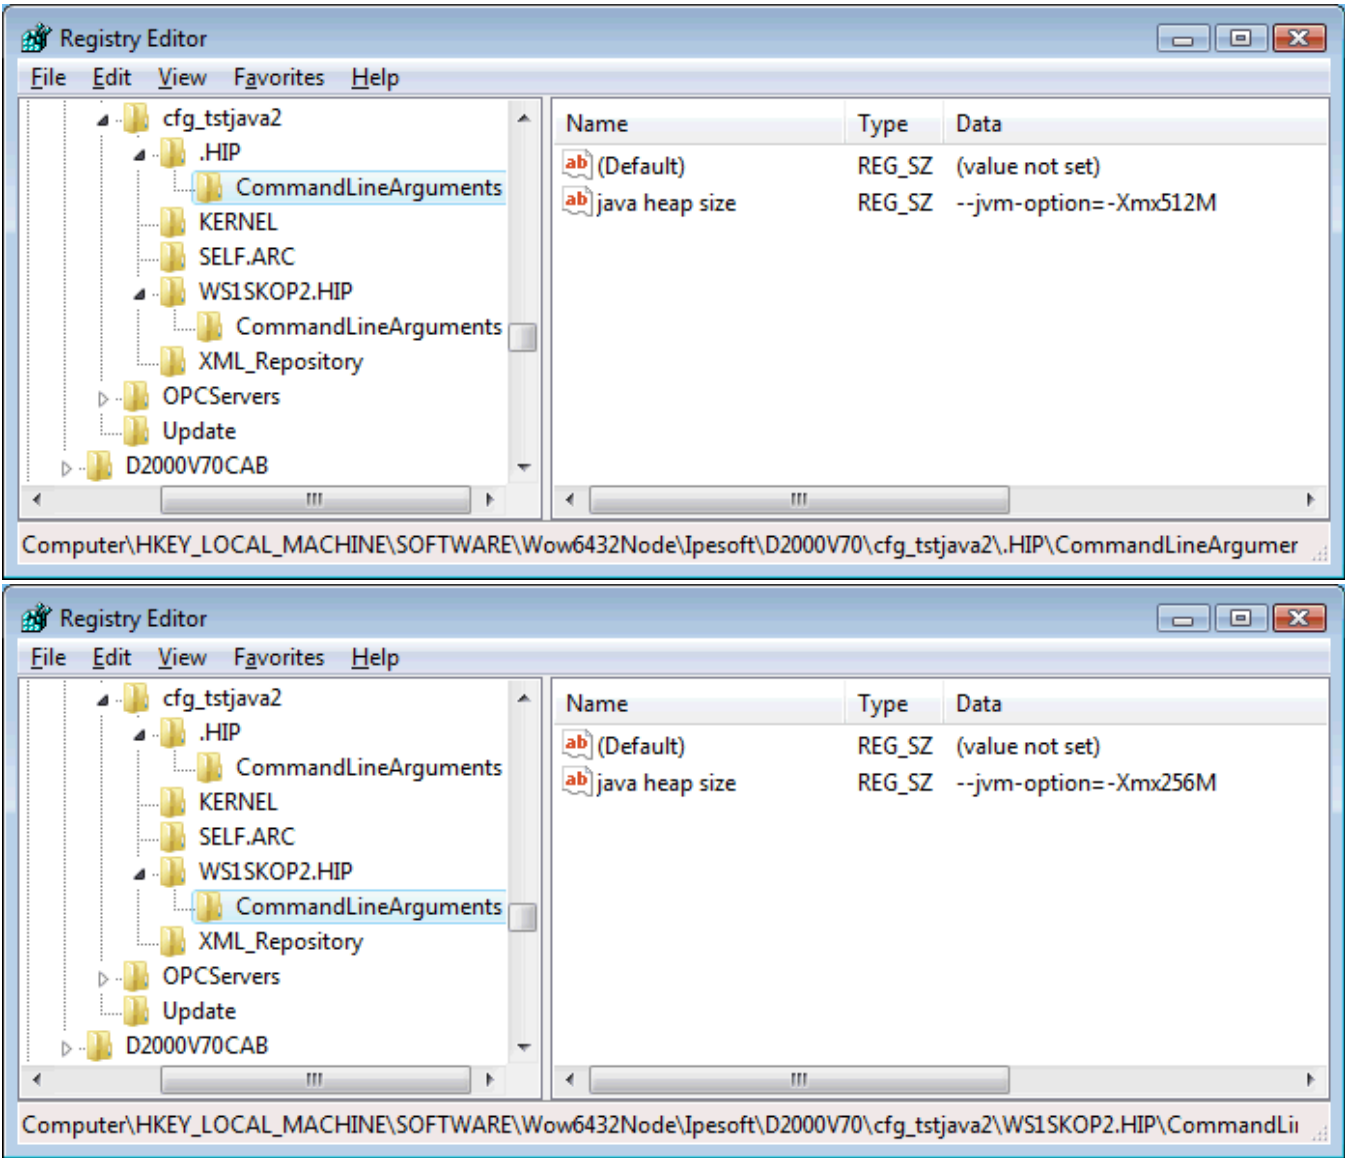 Registry Editor
File Edit View Favorites Help
cfg_tstjava2
.HIP
CommandLineArguments
KERNEL
SELF.ARC
WS1SKOP2.HIP
CommandLineArguments
XML_Repository
OPCServers
Update
D2000V70CAB
Name Type Data
(Default) REG_SZ (value not set)
java heap size REG_SZ --jvm-option=-Xmx512M
Computer\HKEY_LOCAL_MACHINE\SOFTWARE\Wow6432Node\Ipesoft\D2000V70\cfg_tstjava2\.HIP\CommandLineArgumer
Registry Editor
File Edit View Favorites Help
cfg_tstjava2
.HIP
CommandLineArguments
KERNEL
SELF.ARC
WS1SKOP2.HIP
CommandLineArguments
XML_Repository
OPCServers
Update
D2000V70CAB
Name Type Data
(Default) REG_SZ (value not set)
java heap size REG_SZ --jvm-option=-Xmx256M
Computer\HKEY_LOCAL_MACHINE\SOFTWARE\Wow6432Node\Ipesoft\D2000V70\cfg_tstjava2\WS1SKOP2.HIP\CommandLi